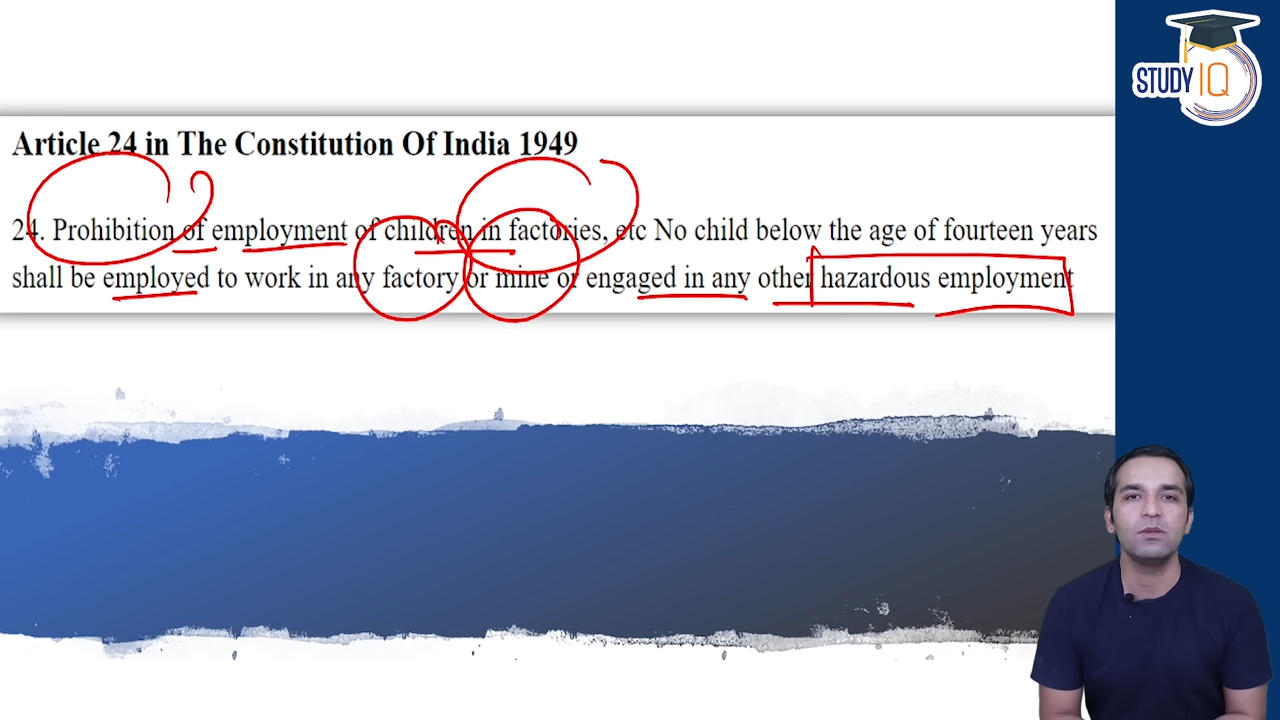 STUDY IQ
Article 24 in The Constitution Of India 1949
24. Prohibition of employment of children in factories, etc No child below the age of fourteen years
shall be employed to work in any factory or mine or engaged in any other hazardous employment